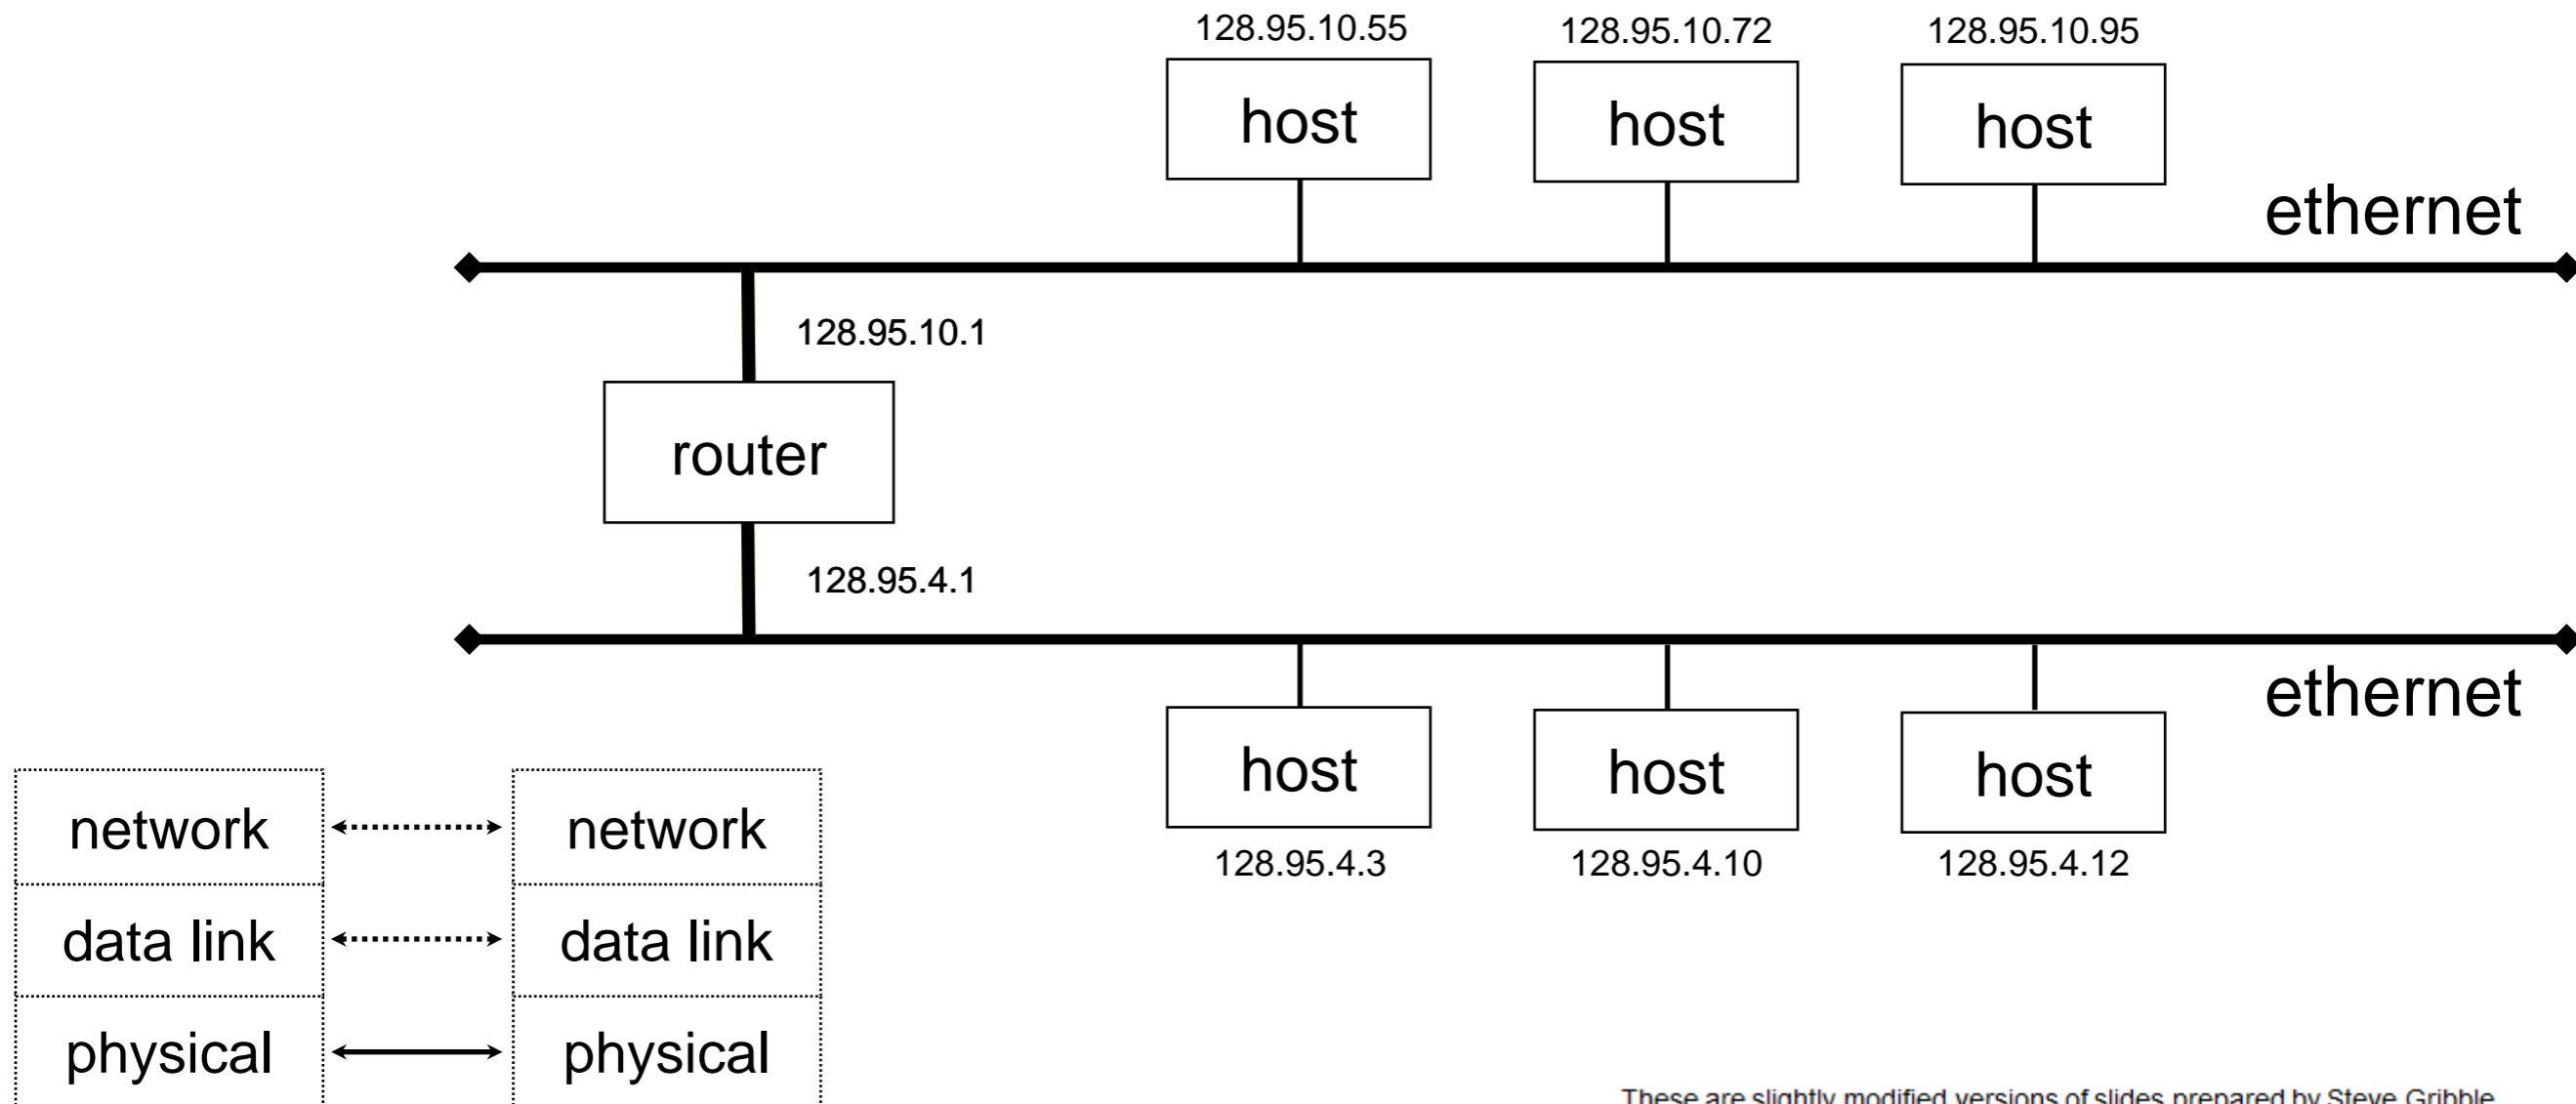 128.95.10.55 128.95.10.72 128.95.10.95
host host host
ethernet
128.95.10.1
router
128.95.4.1
ethernet
host host host
128.95.4.3 128.95.4.10 128.95.4.12
network network
data link data link
physical physical
These are slightly modified versions of slides prepared by Steve Gribble